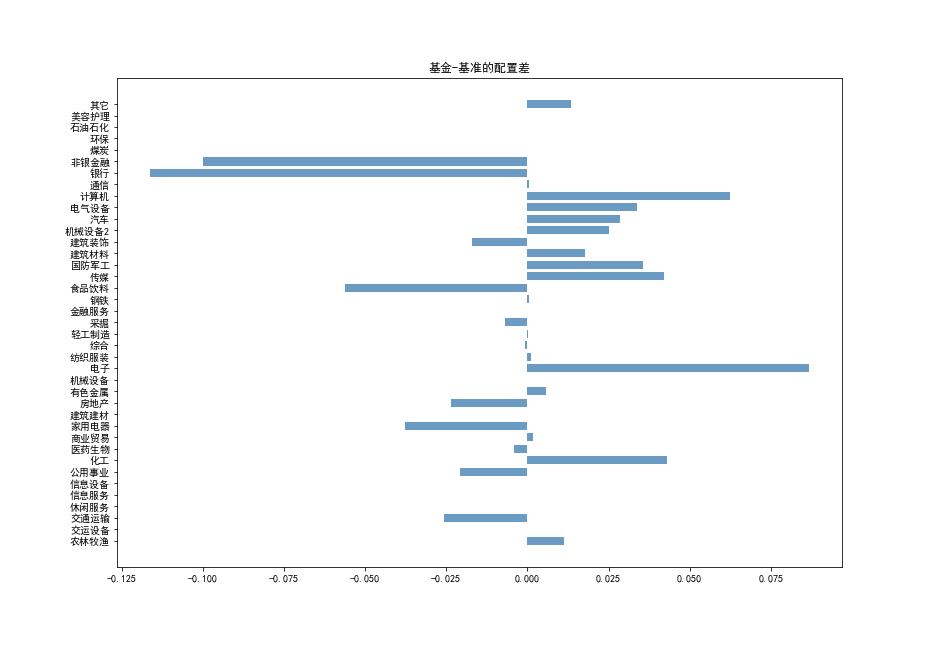 基金-基准的配置差
其它
美容护理
石油石化
环保
煤炭
非银金融
银行
通信
计算机
电气设备
汽车
机械设备2
建筑装饰
建筑材料
国防军工
传媒
食品饮料
钢铁
金融服务
采掘
轻工制造
综合
纺织服装
电子
机械设备
有色金属
房地产
建筑建材
家用电器
商业贸易
医药生物
化工
公用事业
信息设备
信息服务
休闲服务
交通运输
交运设备
农林牧渔
-0.125 -0.100 -0.075 -0.050 -0.025 0.000 0.025 0.050 0.075